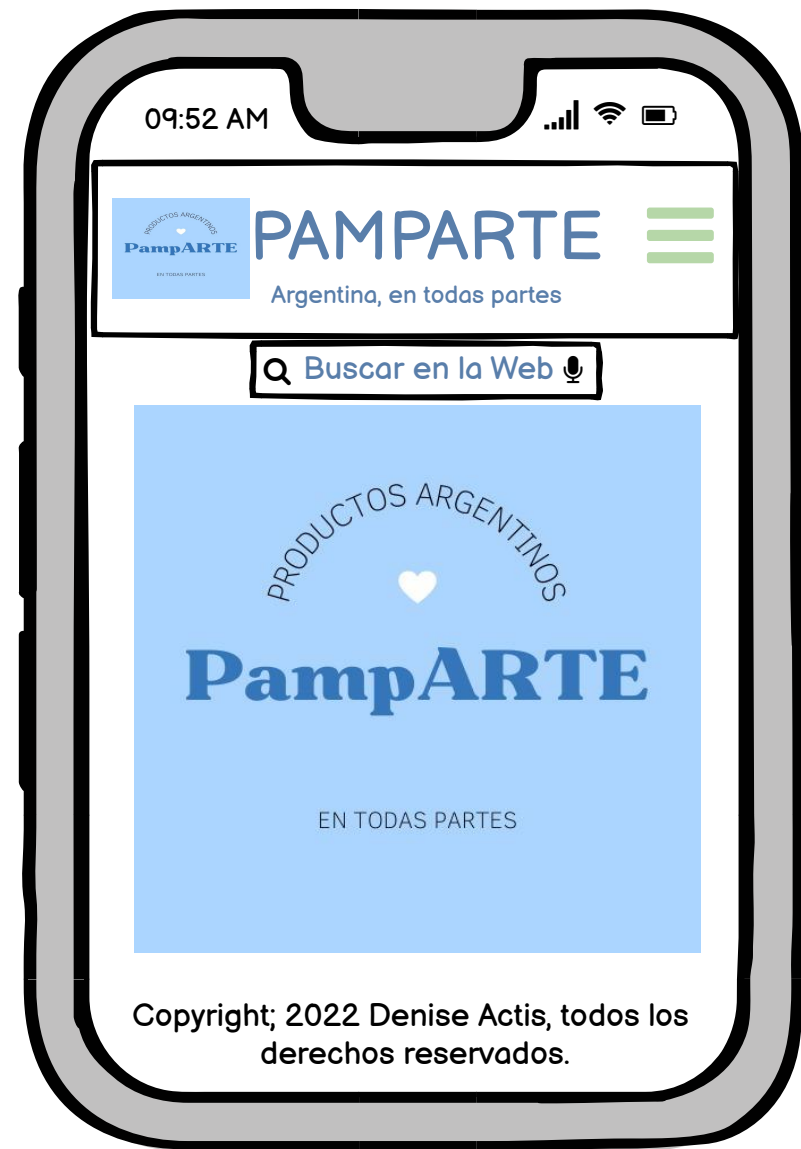 09:52 AM
PRODUCTOS ARGENTINOS
PampARTE
EN TODAS PARTES
PAMPARTE
Argentina, en todas partes
Buscar en la Web
PRODUCTOS ARGENTINOS
PampARTE
EN TODAS PARTES
Copyright; 2022 Denise Actis, todos los
derechos reservados.